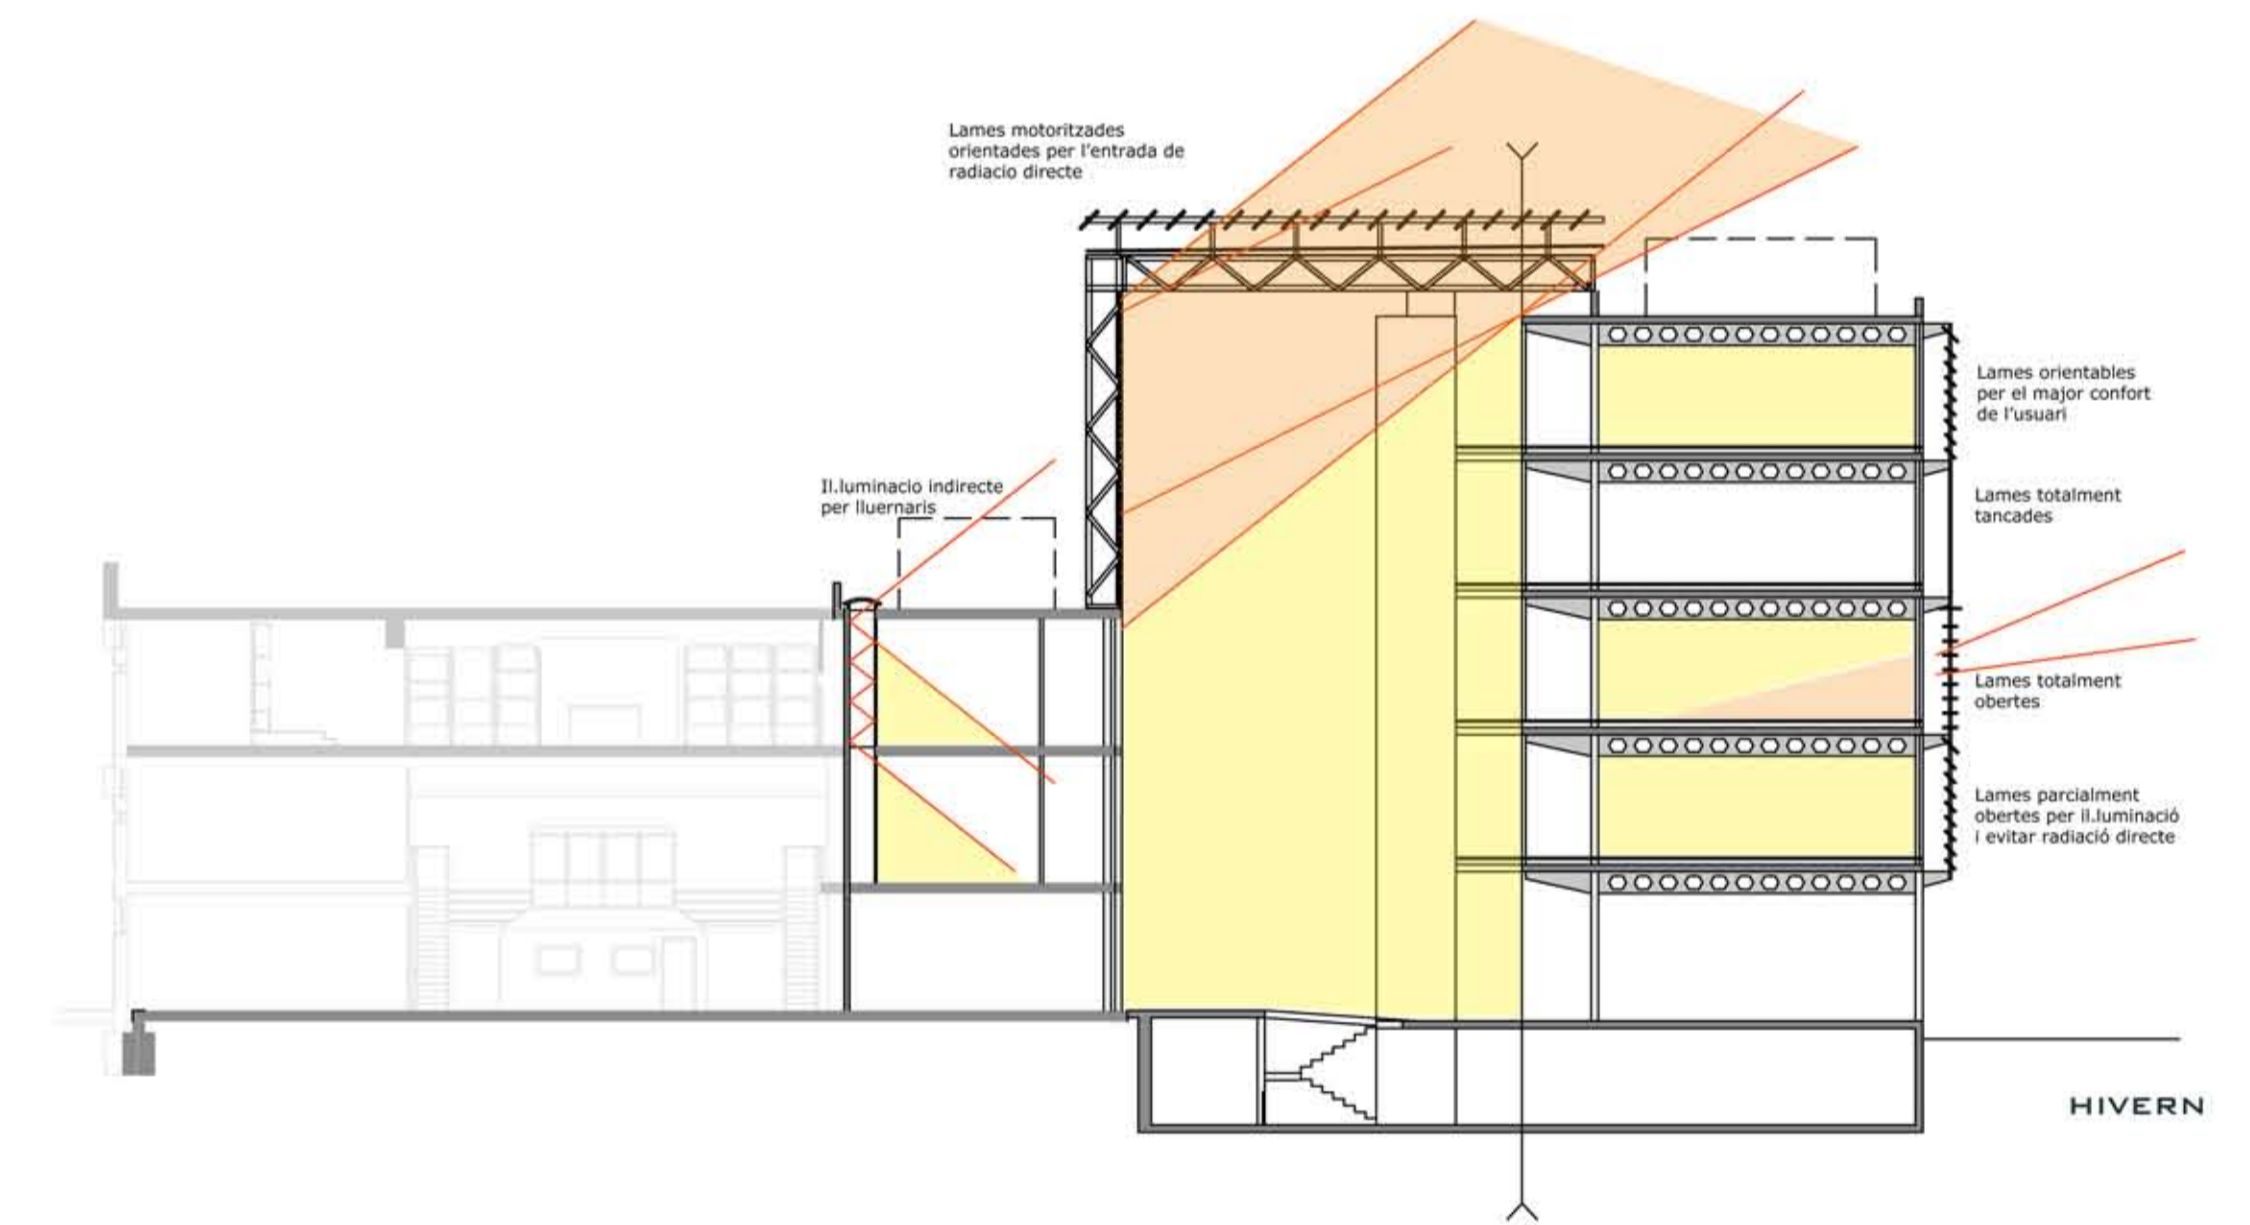 Lames motoritzades
orientades per l'entrada de
radiacio directe
Lames orientables
per el major confort
de l'usuari
Il.luminacio indirecte
per lluernaris
Lames totalment
tancades
Lames totalment
obertes
Lames parcialment
obertes per il.luminació
i evitar radiació directe
HIVERN